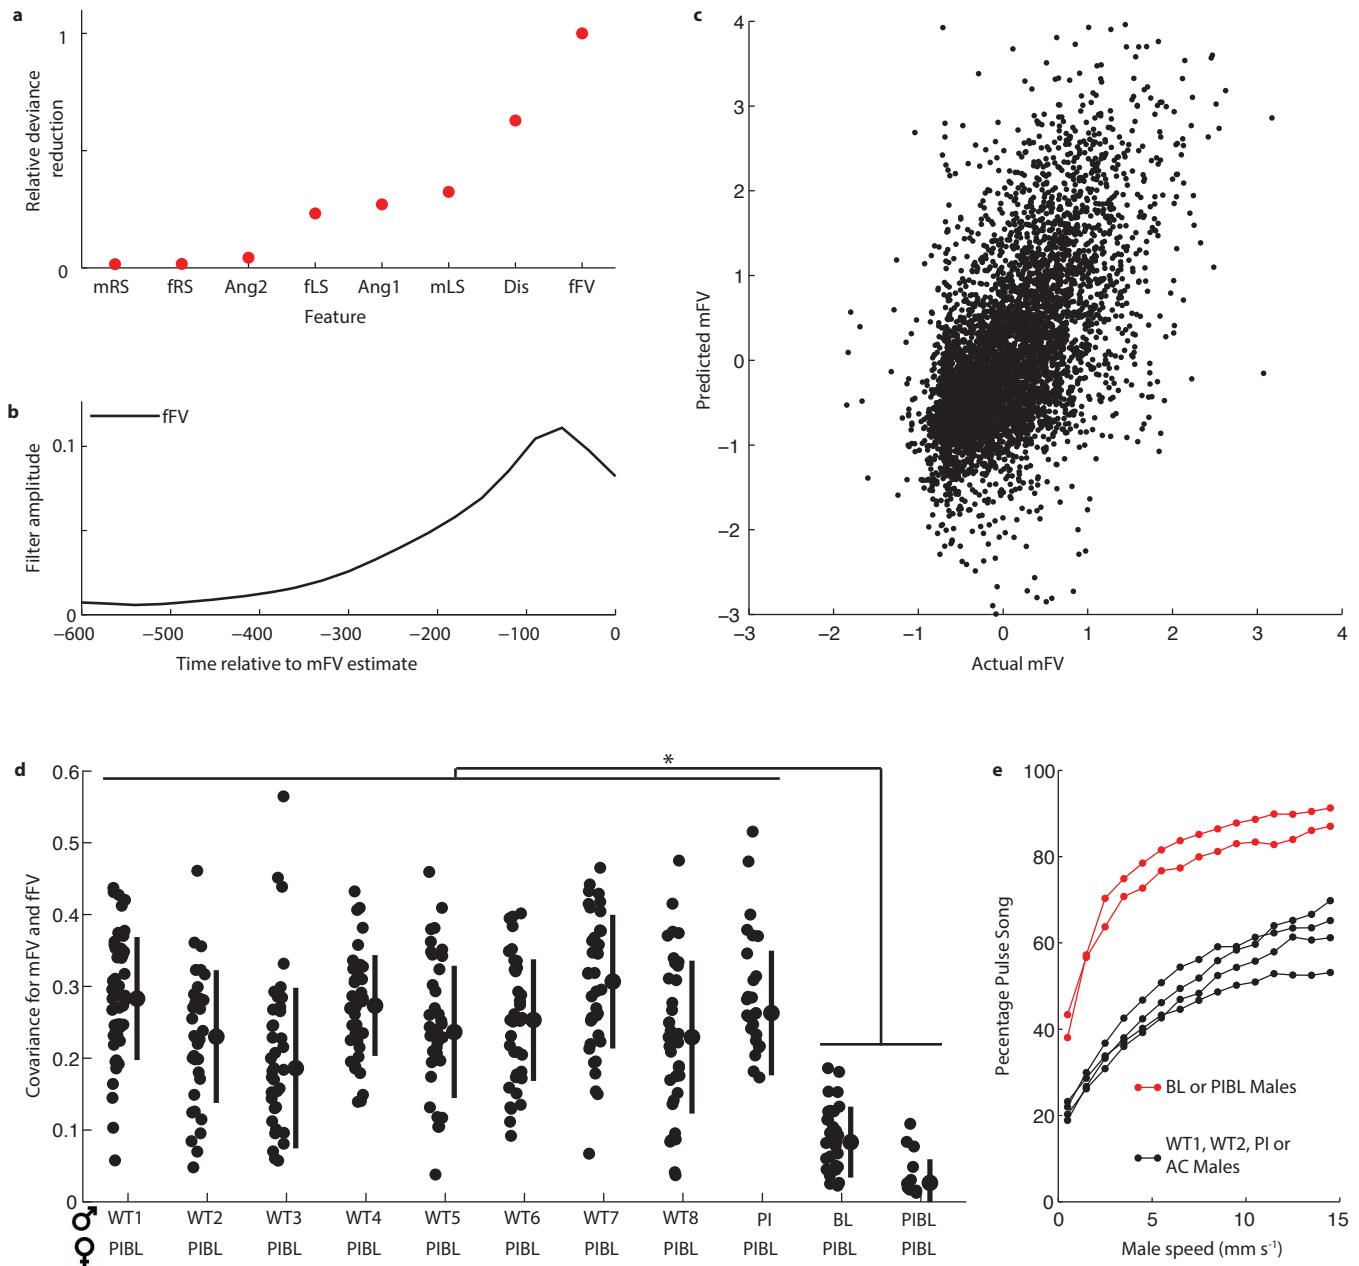 a
Relative deviance
reduction
1
0
mRS fRS Ang2 fLS Ang1 mLS Dis fFV
Feature
b
fFV
Filter amplitude
0.1
0
−600 −500 −400 −300 −200 −100 0
Time relative to mFV estimate
c
Predicted mFV
4
3
2
1
0
−1
−2
−3
−3 −2 −1 0 1 2 3 4
Actual mFV
d
*
Covariance for mFV and fFV
0.6
0.5
0.4
0.3
0.2
0.1
0
♂ WT1 WT2 WT3 WT4 WT5 WT6 WT7 WT8 PI BL PIBL
♀ PIBL PIBL PIBL PIBL PIBL PIBL PIBL PIBL PIBL PIBL PIBL
e
Pecentage Pulse Song
100
80
60
40
20
0
BL or PIBL Males
WT1, WT2, PI or
AC Males
0 5 10 15
Male speed (mm s-1)